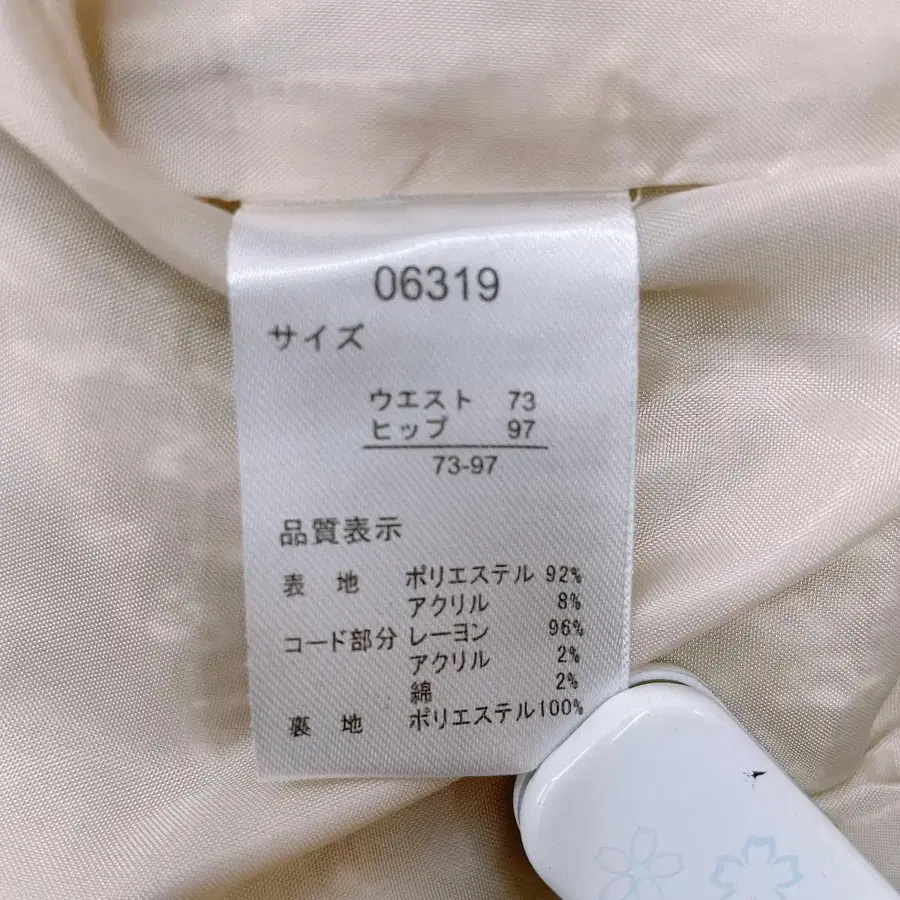 06319
サイズ
ウエスト 73
ヒップ 97
73-97
品質表示
表 地 ポリエステル 92%
アクリル 8%
コード部分 レーヨン 96%
アクリル 2%
綿 2%
裏 地 ポリエステル100%